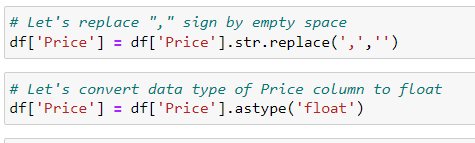 # Let's replace "," sign by empty space
df['Price'] = df['Price'].str.replace(',','')
# Let's convert data type of Price column to float
df['Price'] = df['Price'].astype('float')